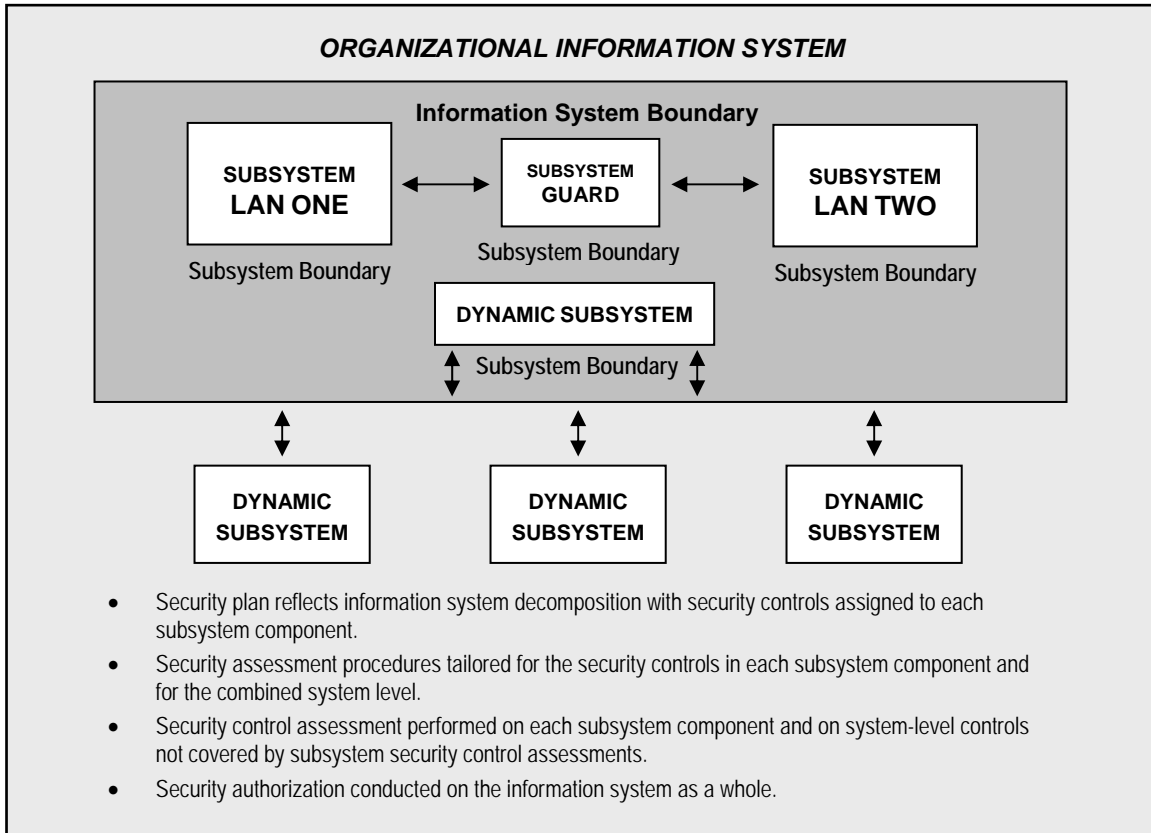 ORGANIZATIONAL INFORMATION SYSTEM
Information System Boundary
SUBSYSTEM
LAN ONE
Subsystem Boundary
SUBSYSTEM
GUARD
Subsystem Boundary
SUBSYSTEM
LAN TWO
Subsystem Boundary
DYNAMIC SUBSYSTEM
Subsystem Boundary
DYNAMIC
SUBSYSTEM
DYNAMIC
SUBSYSTEM
DYNAMIC
SUBSYSTEM
• Security plan reflects information system decomposition with security controls assigned to each
subsystem component.
• Security assessment procedures tailored for the security controls in each subsystem component and
for the combined system level.
• Security control assessment performed on each subsystem component and on system-level controls
not covered by subsystem security control assessments.
• Security authorization conducted on the information system as a whole.